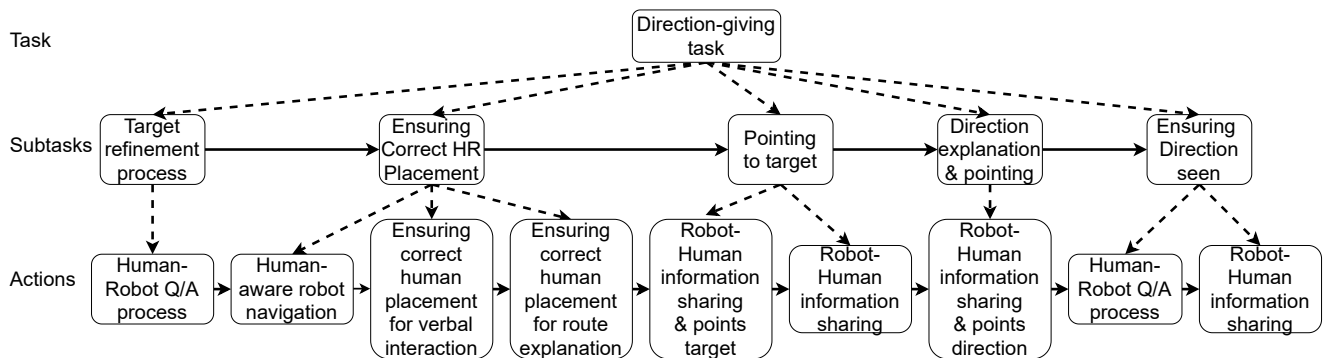 Task
Direction-giving
task
Subtasks
Target
refinement
process
Ensuring
Correct HR
Placement
Pointing
to target
Direction
explanation
& pointing
Ensuring
Direction
seen
Actions
Human-
Robot Q/A
process
Human-
aware robot
navigation
Ensuring
correct
human
placement
for verbal
interaction
Ensuring
correct
human
placement
for route
explanation
Robot-
Human
information
sharing
& points
target
Robot-
Human
information
sharing
Robot-
Human
information
sharing
& points
direction
Human-
Robot Q/A
process
Robot-
Human
information
sharing